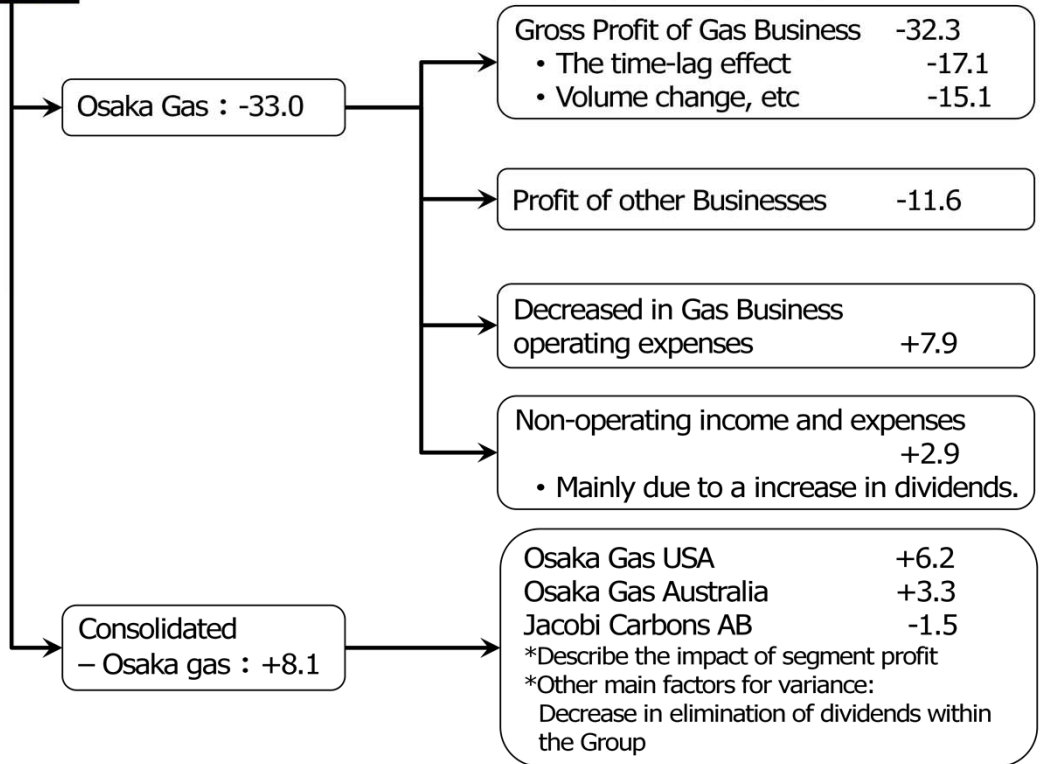 Osaka Gas : -33.0
Gross Profit of Gas Business -32.3
• The time-lag effect -17.1
• Volume change, etc -15.1
Profit of other Businesses -11.6
Decreased in Gas Business
operating expenses +7.9
Non-operating income and expenses
+2.9
• Mainly due to a increase in dividends.
Consolidated
– Osaka gas : +8.1
Osaka Gas USA +6.2
Osaka Gas Australia +3.3
Jacobi Carbons AB -1.5
*Describe the impact of segment profit
*Other main factors for variance:
Decrease in elimination of dividends within
the Group